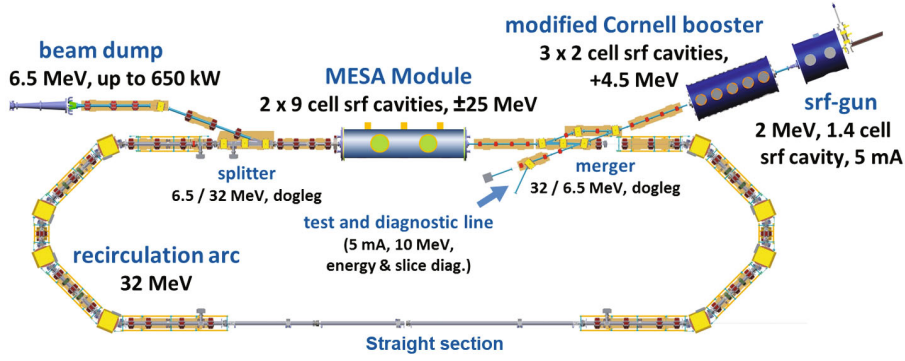 beam dump
6.5 MeV, up to 650 kW
MESA Module
2 x 9 cell srf cavities, ±25 MeV
modified Cornell booster
3 x 2 cell srf cavities,
+4.5 MeV
srf-gun
2 MeV, 1.4 cell
srf cavity, 5 mA
splitter
6.5 / 32 MeV, dogleg
merger
32 / 6.5 MeV, dogleg
test and diagnostic line
(5 mA, 10 MeV,
energy & slice diag.)
recirculation arc
32 MeV
Straight section